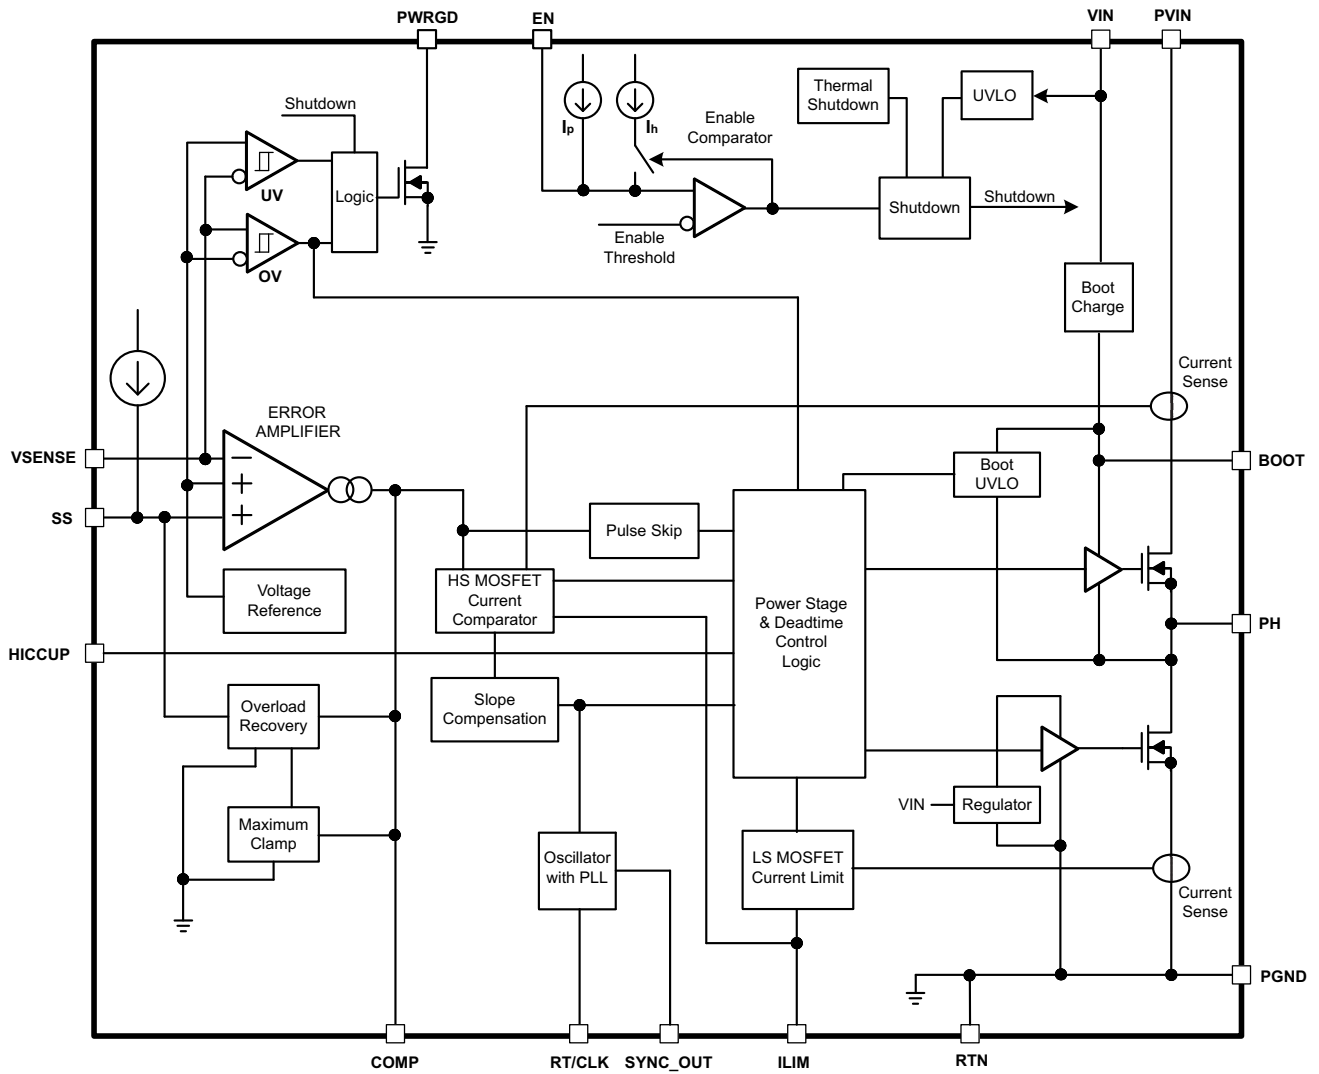 PWRGD
EN
VIN
PVIN
Shutdown
UV
Logic
OV
Ip
Ih
Enable
Comparator
Enable
Threshold
Thermal
Shutdown
UVLO
Shutdown
Shutdown
Boot
Charge
Current
Sense
ERROR
AMPLIFIER
VSENSE
−
+
+
SS
BOOT
Boot
UVLO
Pulse Skip
Voltage
Reference
HS MOSFET
Current
Comparator
Power Stage
& Deadtime
Control
Logic
PH
HICCUP
Overload
Recovery
Slope
Compensation
Maximum
Clamp
Oscillator
with PLL
LS MOSFET
Current Limit
VIN
Regulator
Current
Sense
PGND
COMP
RT/CLK
SYNC_OUT
ILIM
RTN